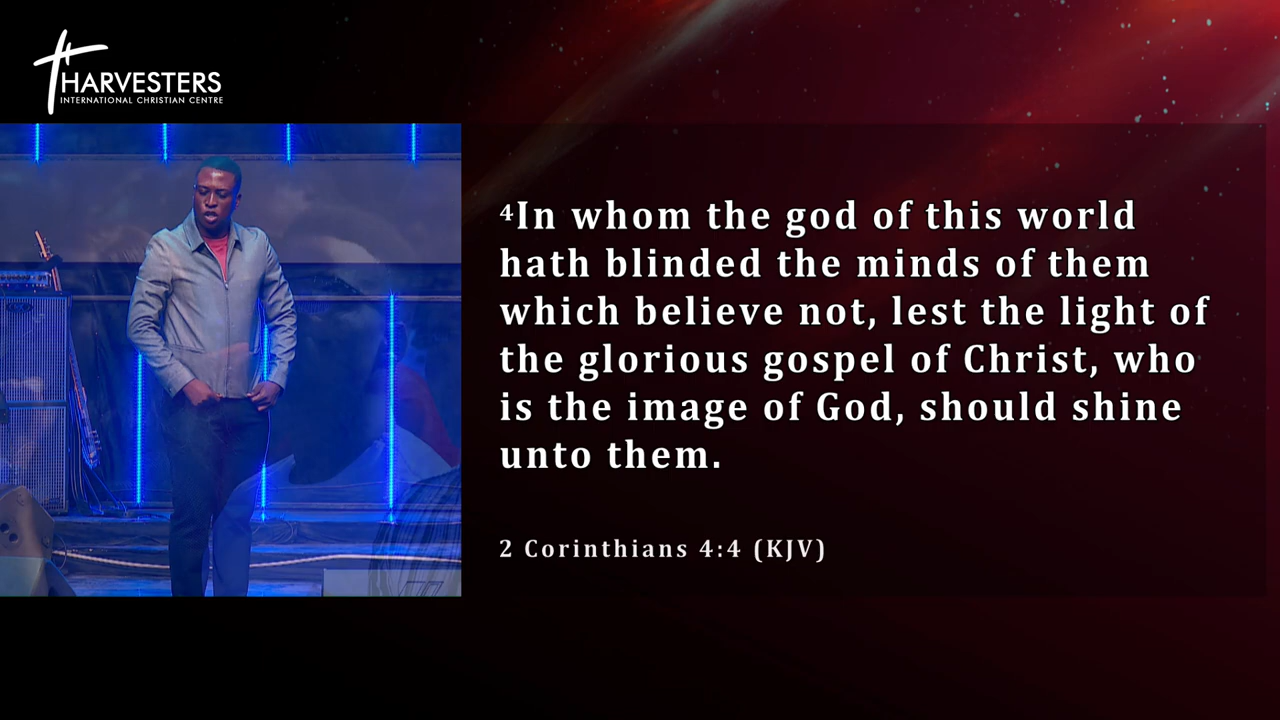 HARVESTERS
INTERNATIONAL CHRISTIAN CENTRE
⁴In whom the god of this world
hath blinded the minds of them
which believe not, lest the light of
the glorious gospel of Christ, who
is the image of God, should shine
unto them.
2 Corinthians 4:4 (KJV)